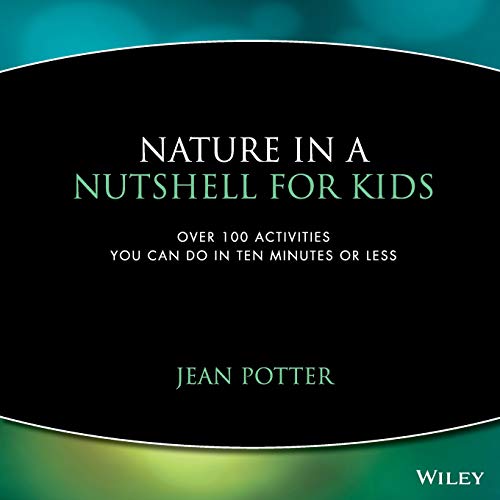 NATURE IN A
NUTSHELL FOR KIDS
OVER 100 ACTIVITIES
YOU CAN DO IN TEN MINUTES OR LESS
JEAN POTTER
WILEY